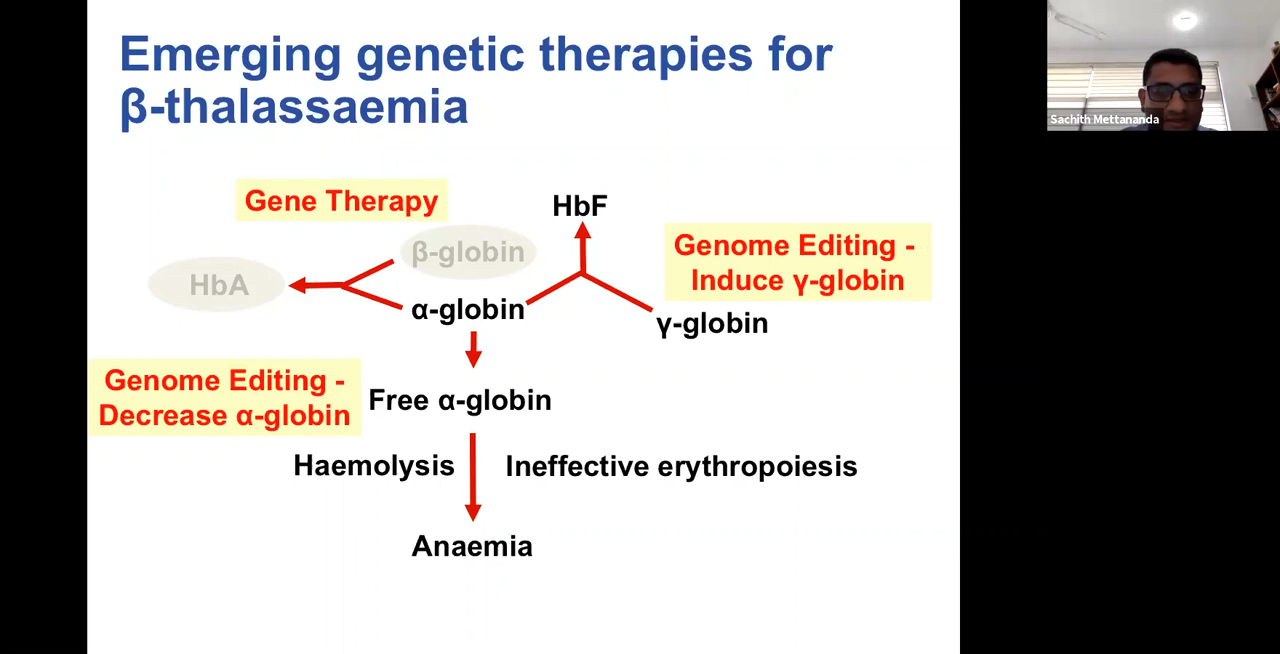 Emerging genetic therapies for
β-thalassaemia
Gene Therapy
HbF
β-globin
Genome Editing -
Induce γ-globin
HbA
α-globin
γ-globin
Genome Editing -
Decrease α-globin
Free α-globin
Haemolysis
Ineffective erythropoiesis
Anaemia
Sachith Mettananda